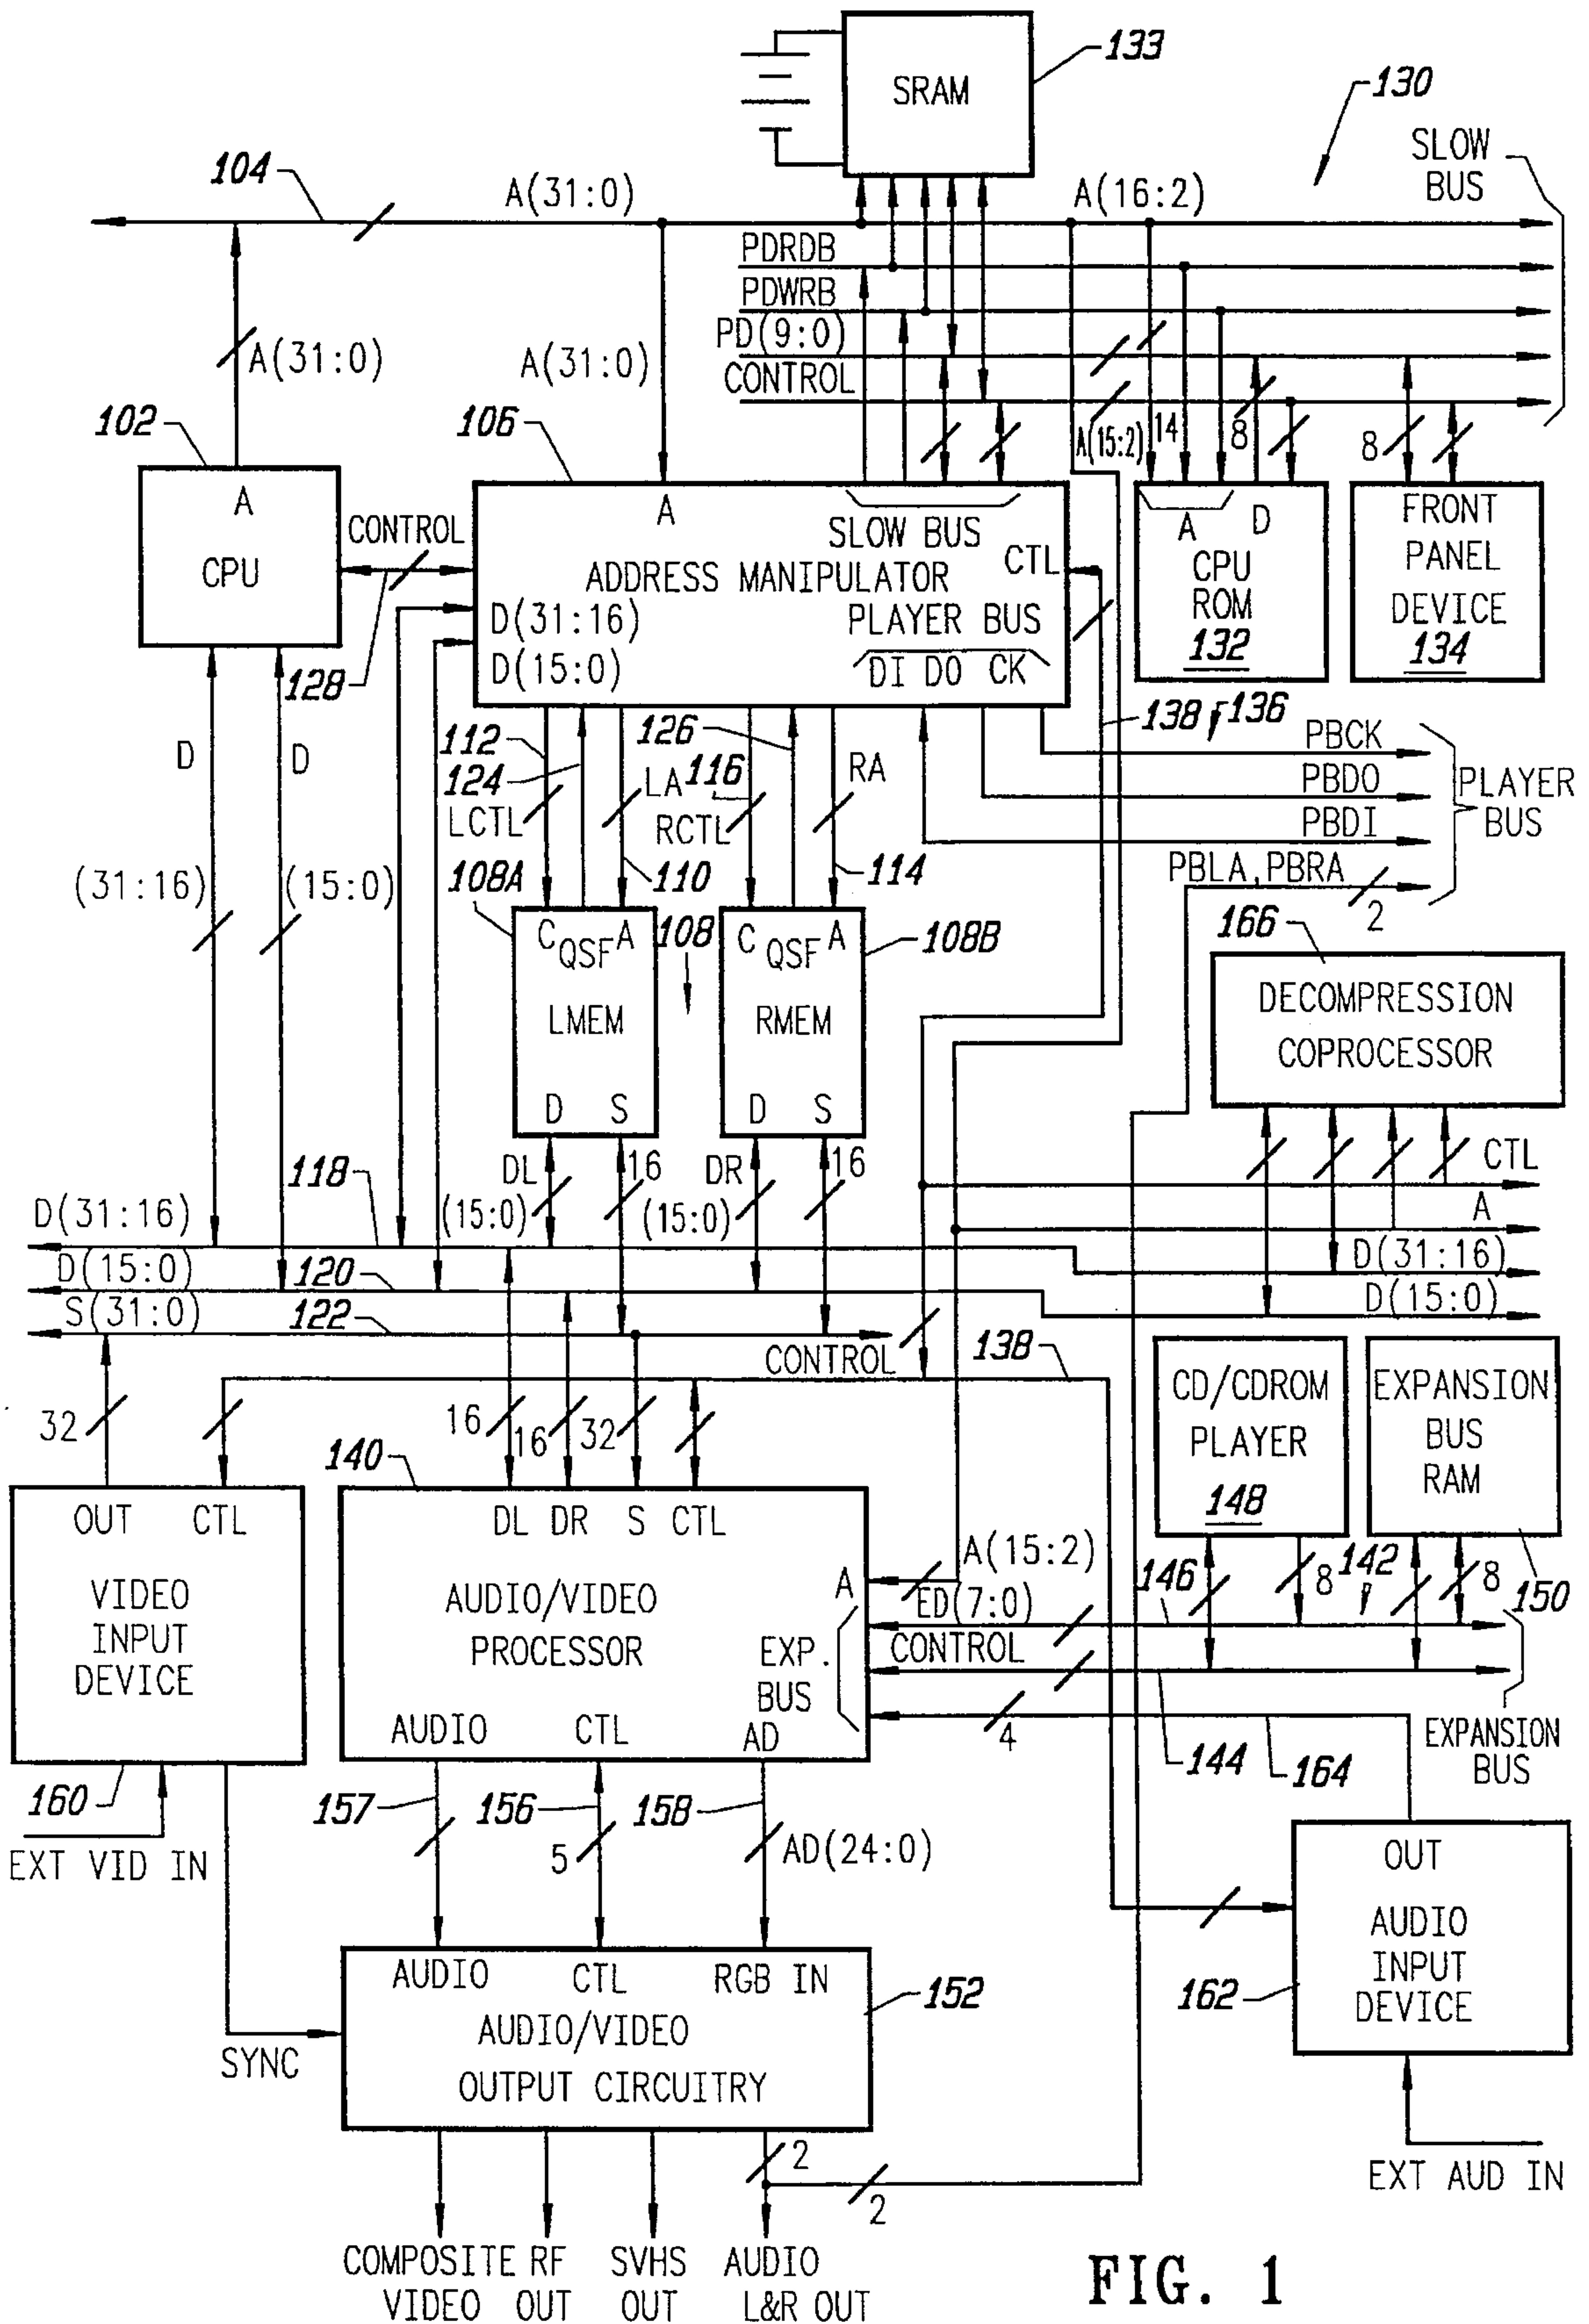 133
SRAM
130
SLOW
BUS
104
A(31:0)
A(16:2)
PDRDB
PDWRB
PD(9:0)
CONTROL
A(31:0)
A(31:0)
102
106
A(15:2)
14
8
8
A
CPU
CONTROL
128
A
SLOW BUS
ADDRESS MANIPULATOR
CTL
D(31:16)
PLAYER BUS
D(15:0)
DI DO CK
A
D
CPU
ROM
132
FRONT
PANEL
DEVICE
134
D
D
112
124
LCTL
LA
116
126
RCTL
RA
138
136
PBCK
PBDO
PBDI
PBLA,PBRA
2
PLAYER
BUS
(31:16)
(15:0)
108A
110
114
C
QSF
A
108
C
QSF
A
108B
LMEM
RMEM
D
S
D
S
166
DECOMPRESSION
COPROCESSOR
DL
(15:0)
16
DR
(15:0)
16
CTL
A
118
D(31:16)
D(15:0)
120
S(31:0)
122
D(31:16)
D(15:0)
CONTROL
138
32
16
16
32
140
CD/CDROM
PLAYER
148
EXPANSION
BUS
RAM
OUT
CTL
VIDEO
INPUT
DEVICE
DL DR S CTL
A
AUDIO/VIDEO
PROCESSOR
EXP.
BUS
AUDIO
CTL
AD
A(15:2)
ED(7:0)
CONTROL
146
8
142
8
150
4
144
164
EXPANSION
BUS
160
EXT VID IN
157
156
5
158
AD(24:0)
OUT
AUDIO
INPUT
DEVICE
162
AUDIO
CTL
RGB IN
152
AUDIO/VIDEO
OUTPUT CIRCUITRY
SYNC
2
2
EXT AUD IN
COMPOSITE
VIDEO
RF
OUT
SVHS
OUT
AUDIO
L&R OUT
FIG. 1